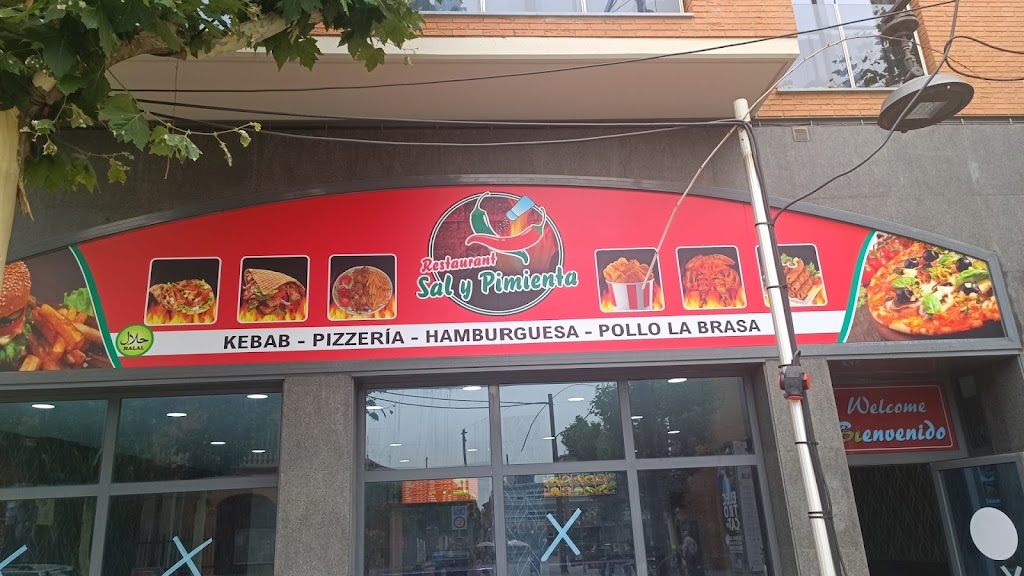 Restaurant
Sal y Pimienta
حلال
HALAL
KEBAB - PIZZERÍA - HAMBURGUESA - POLLO LA BRASA
Welcome
Bienvenido